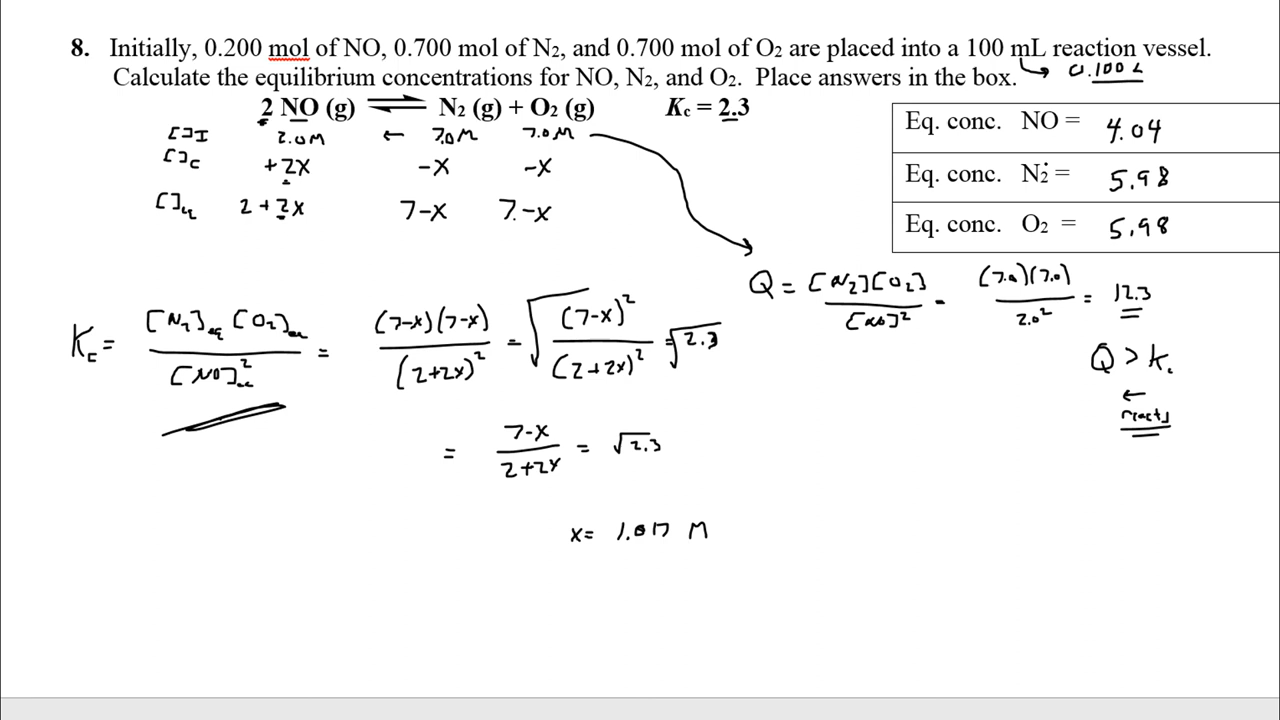 8. Initially, 0.200 mol of NO, 0.700 mol of N₂, and 0.700 mol of O₂ are placed into a 100 mL reaction vessel.
Calculate the equilibrium concentrations for NO, N₂, and O₂. Place answers in the box. → 0.100 L
2 NO (g) ⇌ N₂ (g) + O₂ (g) Kc = 2.3
Eq. conc. NO = 4.04
[ ]I 2.0M ← 7.0M 7.0M
[ ]c +2x -x -x
Eq. conc. N₂ = 5.98
[ ]eq 2+2x 7-x 7-x
Eq. conc. O₂ = 5.98
Q = [N₂][O₂] / [NO]² = (7.0)(7.0) / 2.0² = 12.3
Kc = [N₂]eq [O₂]eq / [NO]²eq = (7-x)(7-x) / (2+2x)² = √(7-x)² / (2+2x)² = √2.3
Q > Kc
←
reacts
= 7-x / 2+2x = √2.3
x = 1.017 M